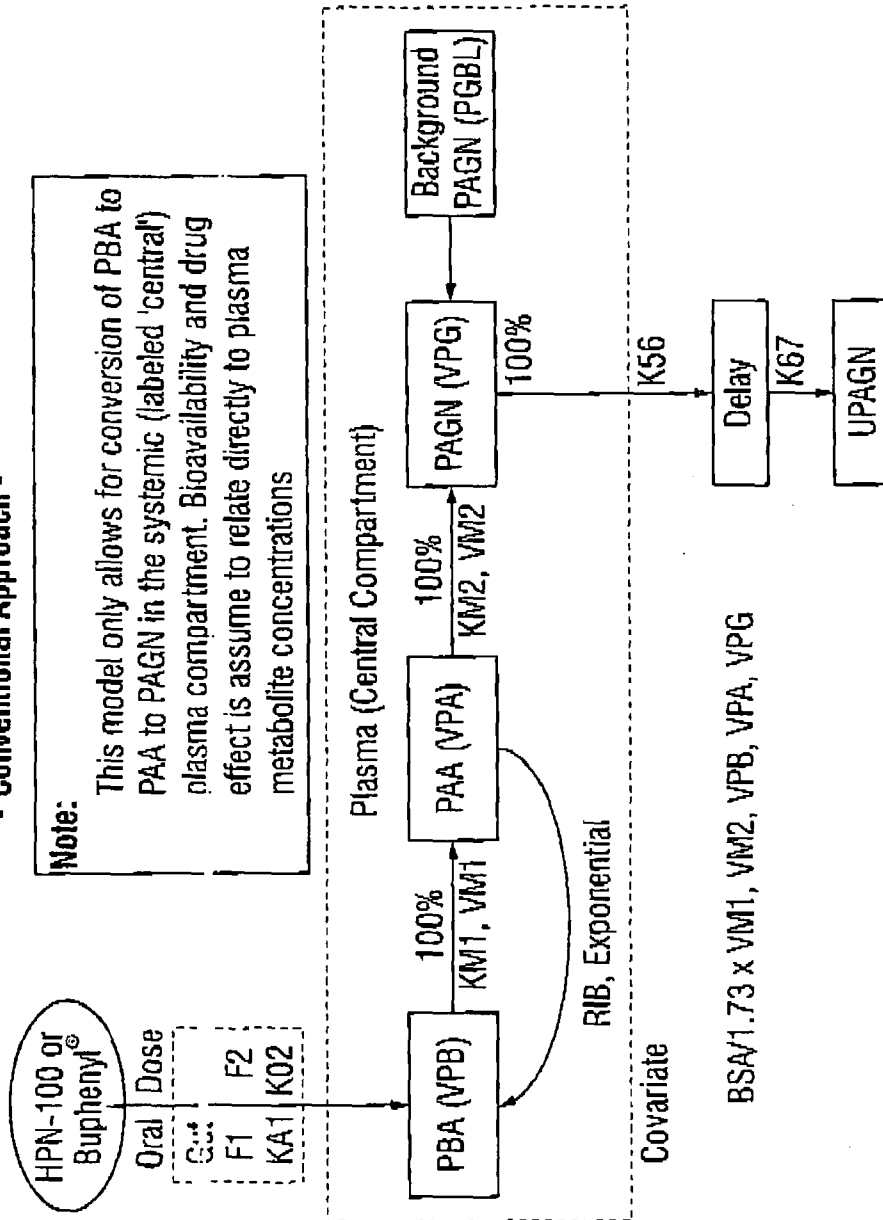 - Conventional Approach -
Note:
This model only allows for conversion of PBA to
PAA to PAGN in the systemic (labeled 'central')
plasma compartment. Bioavailability and drug
effect is assume to relate directly to plasma
metabolite concentrations
HPN-100 or
Buphenyl®
Oral Dose
Gut
F1 F2
KA1 K02
Plasma (Central Compartment)
PBA (VPB)
100%
KM1, VM1
PAA (VPA)
100%
KM2, VM2
PAGN (VPG)
Background
PAGN (PGBL)
RIB, Exponential
100%
Covariate
K56
BSA/1.73 x VM1, VM2, VPB, VPA, VPG
Delay
K67
UPAGN